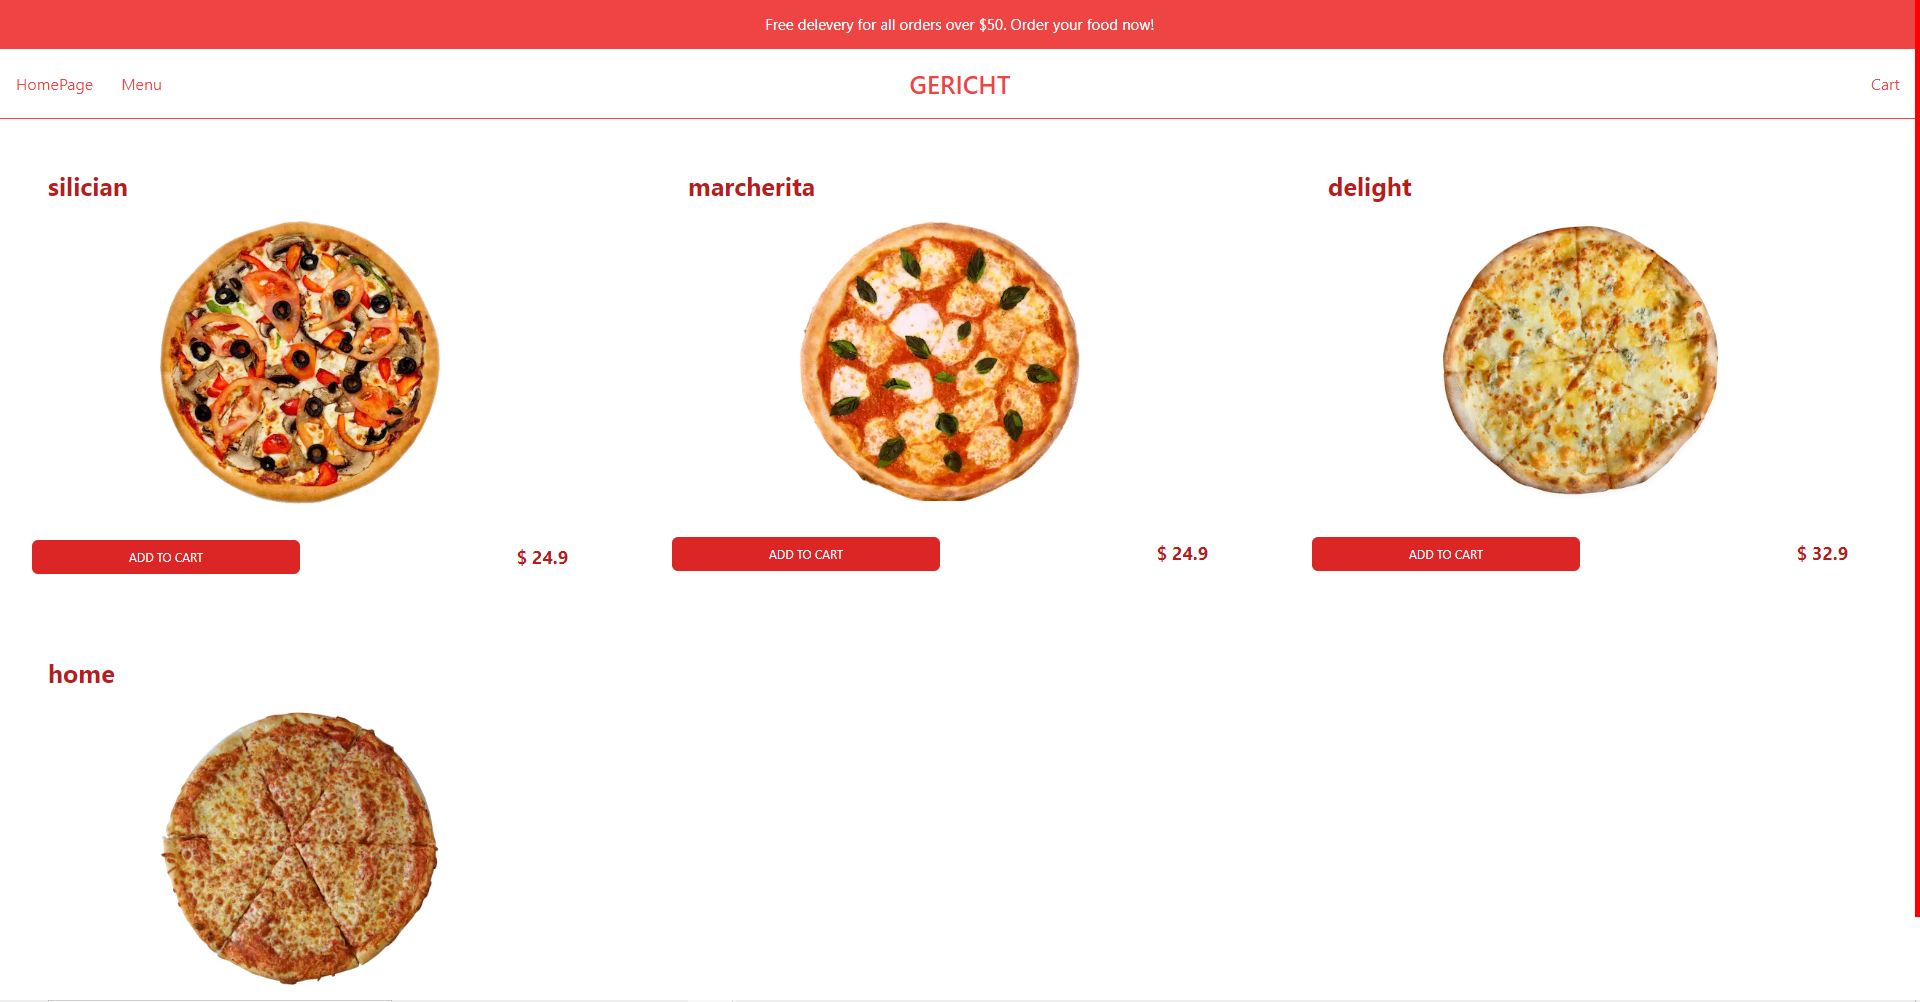 Free delevery for all orders over $50. Order your food now!
HomePage Menu GERICHT Cart
silician marcherita delight
ADD TO CART $ 24.9 ADD TO CART $ 24.9 ADD TO CART $ 32.9
home